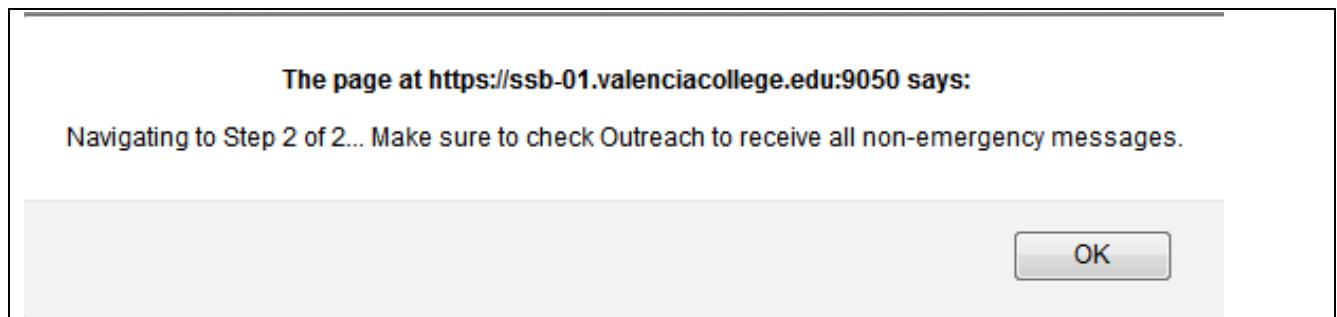 The page at https://ssb-01.valenciacollege.edu:9050 says:
Navigating to Step 2 of 2... Make sure to check Outreach to receive all non-emergency messages.
OK